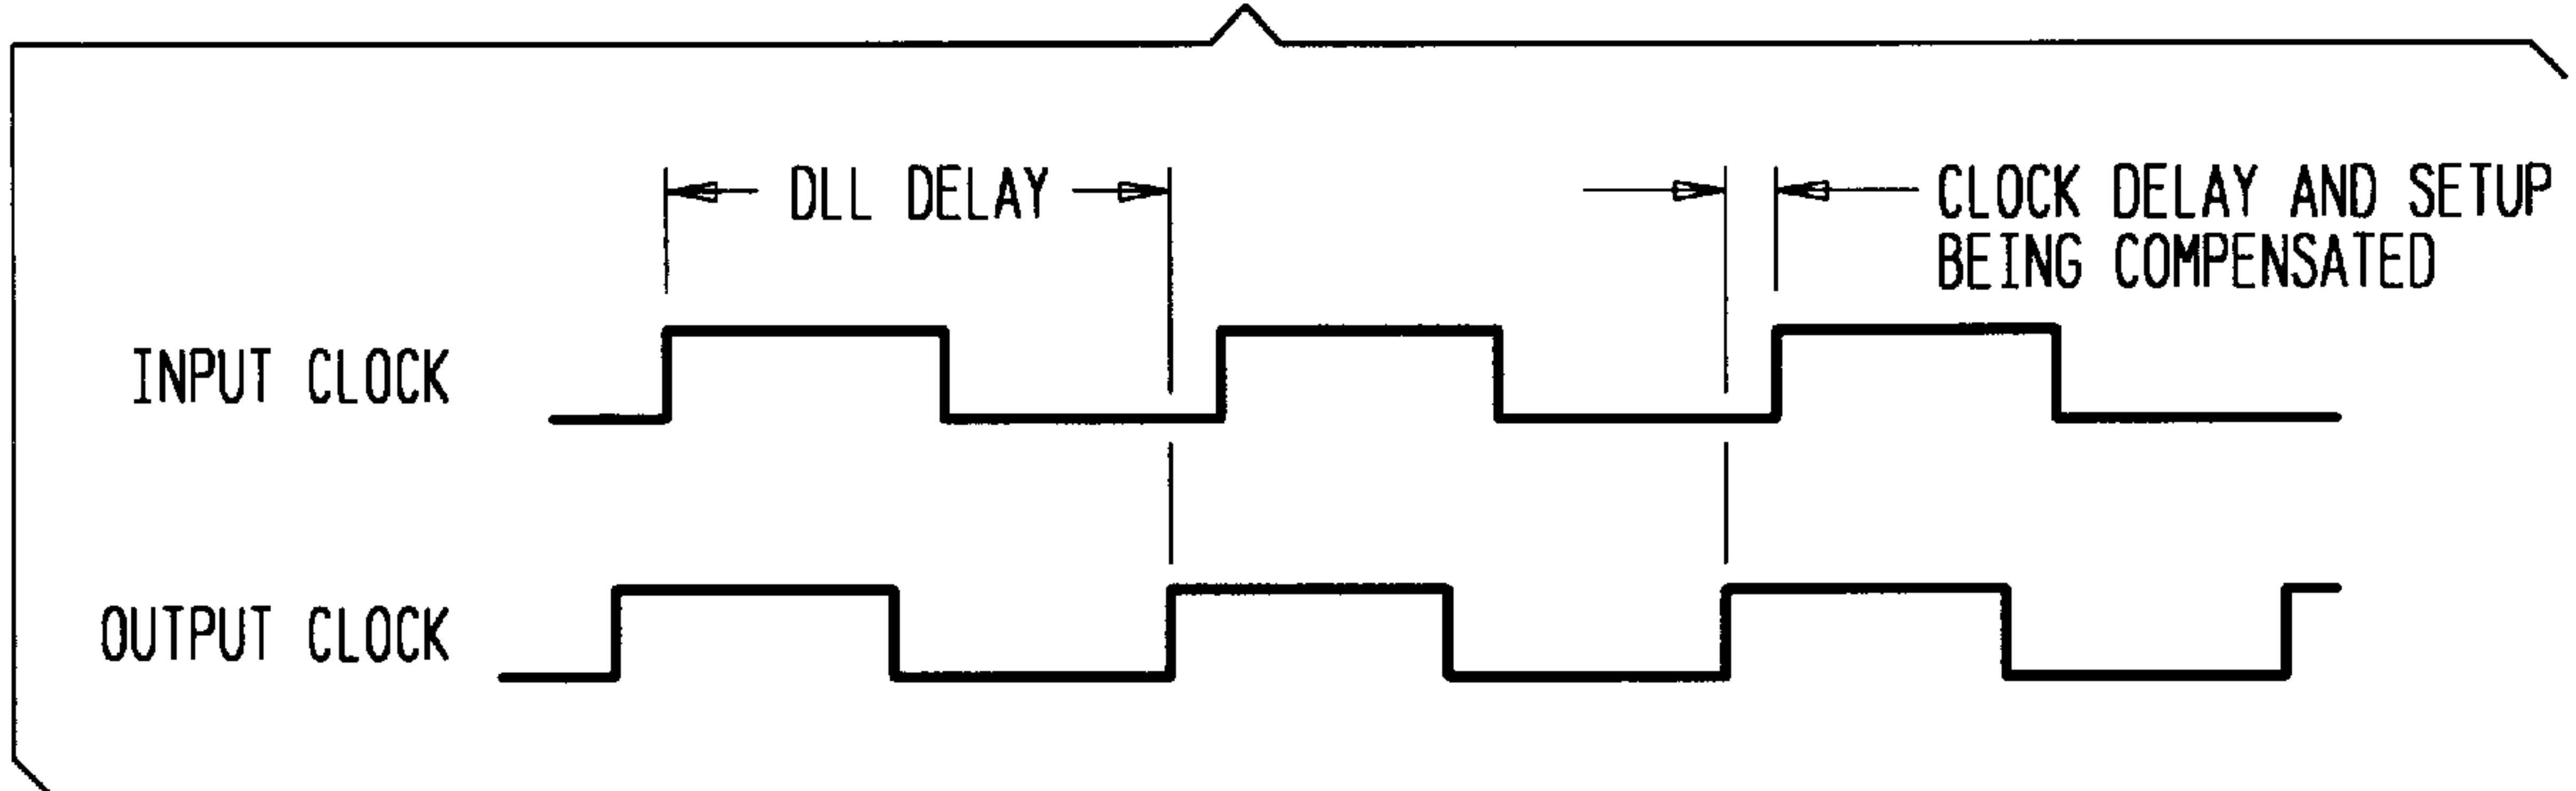 DLL DELAY
CLOCK DELAY AND SETUP
BEING COMPENSATED
INPUT CLOCK
OUTPUT CLOCK